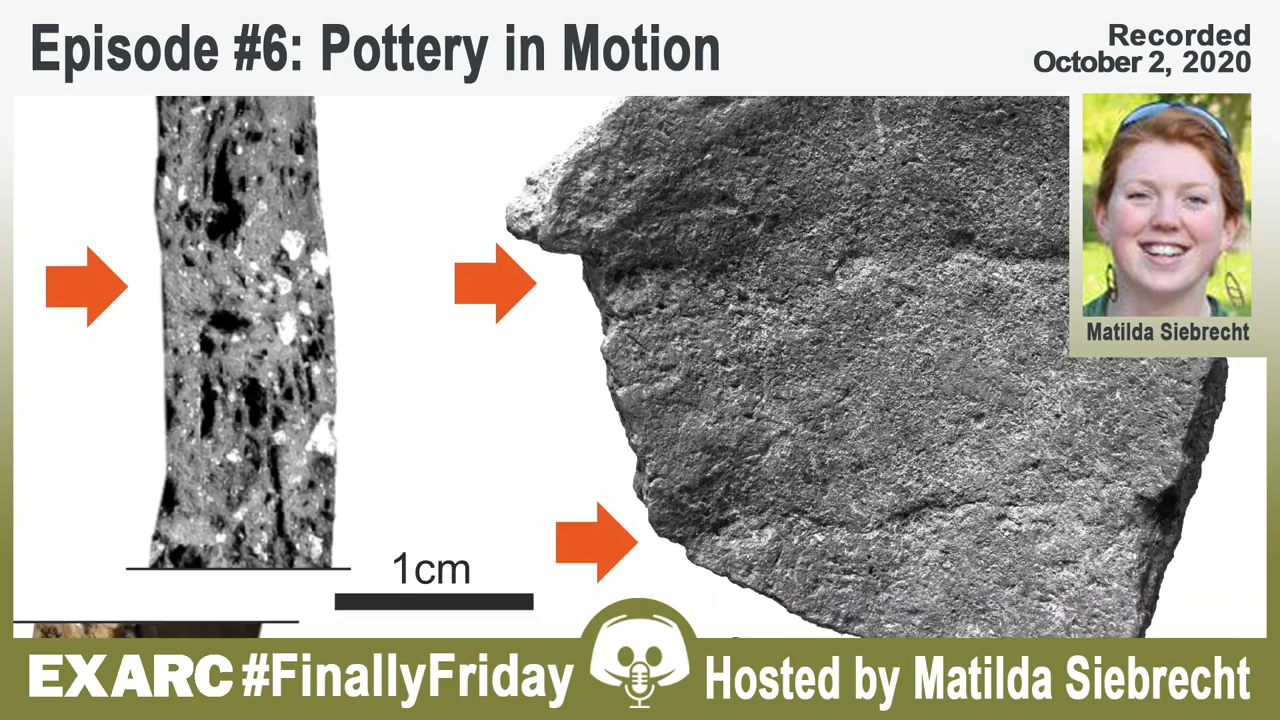 Episode #6: Pottery in Motion
Recorded
October 2, 2020
Matilda Siebrecht
1cm
EXARC #FinallyFriday
Hosted by Matilda Siebrecht